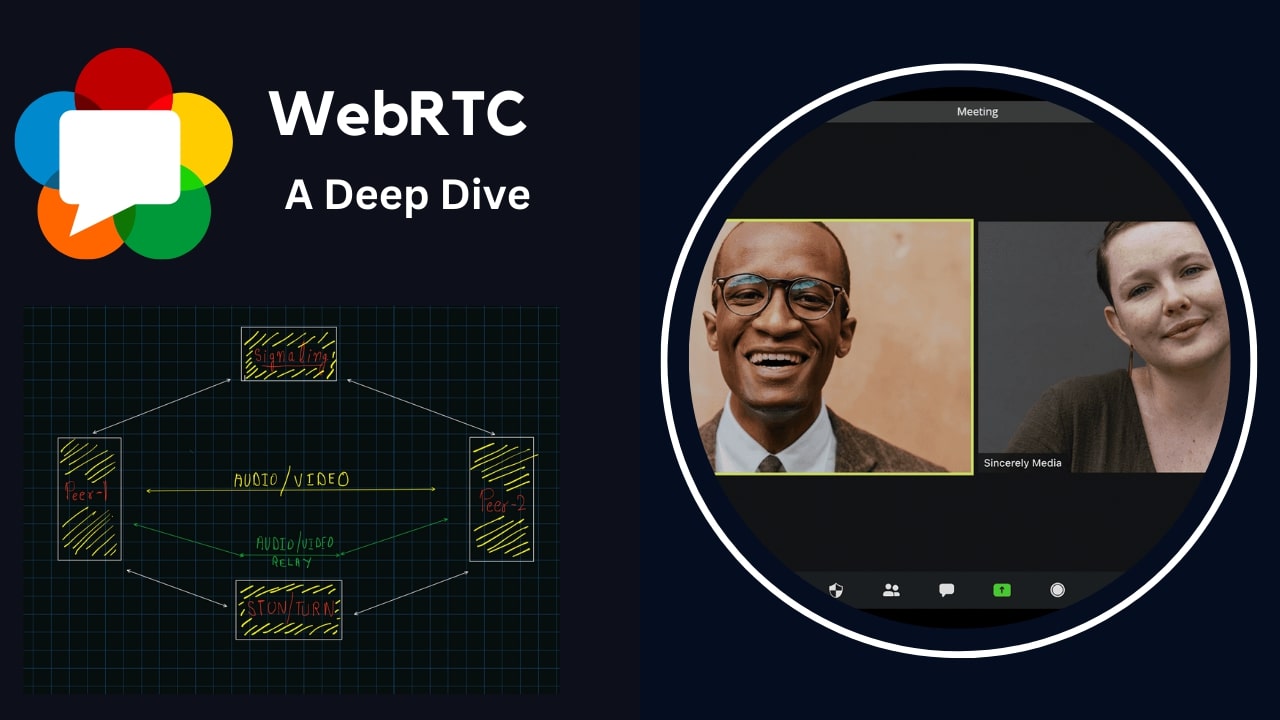 WebRTC
A Deep Dive
Signaling
Peer-1
AUDIO/VIDEO
Peer-2
AUDIO/VIDEO
RELAY
STUN/TURN
Meeting
Sincerely Media